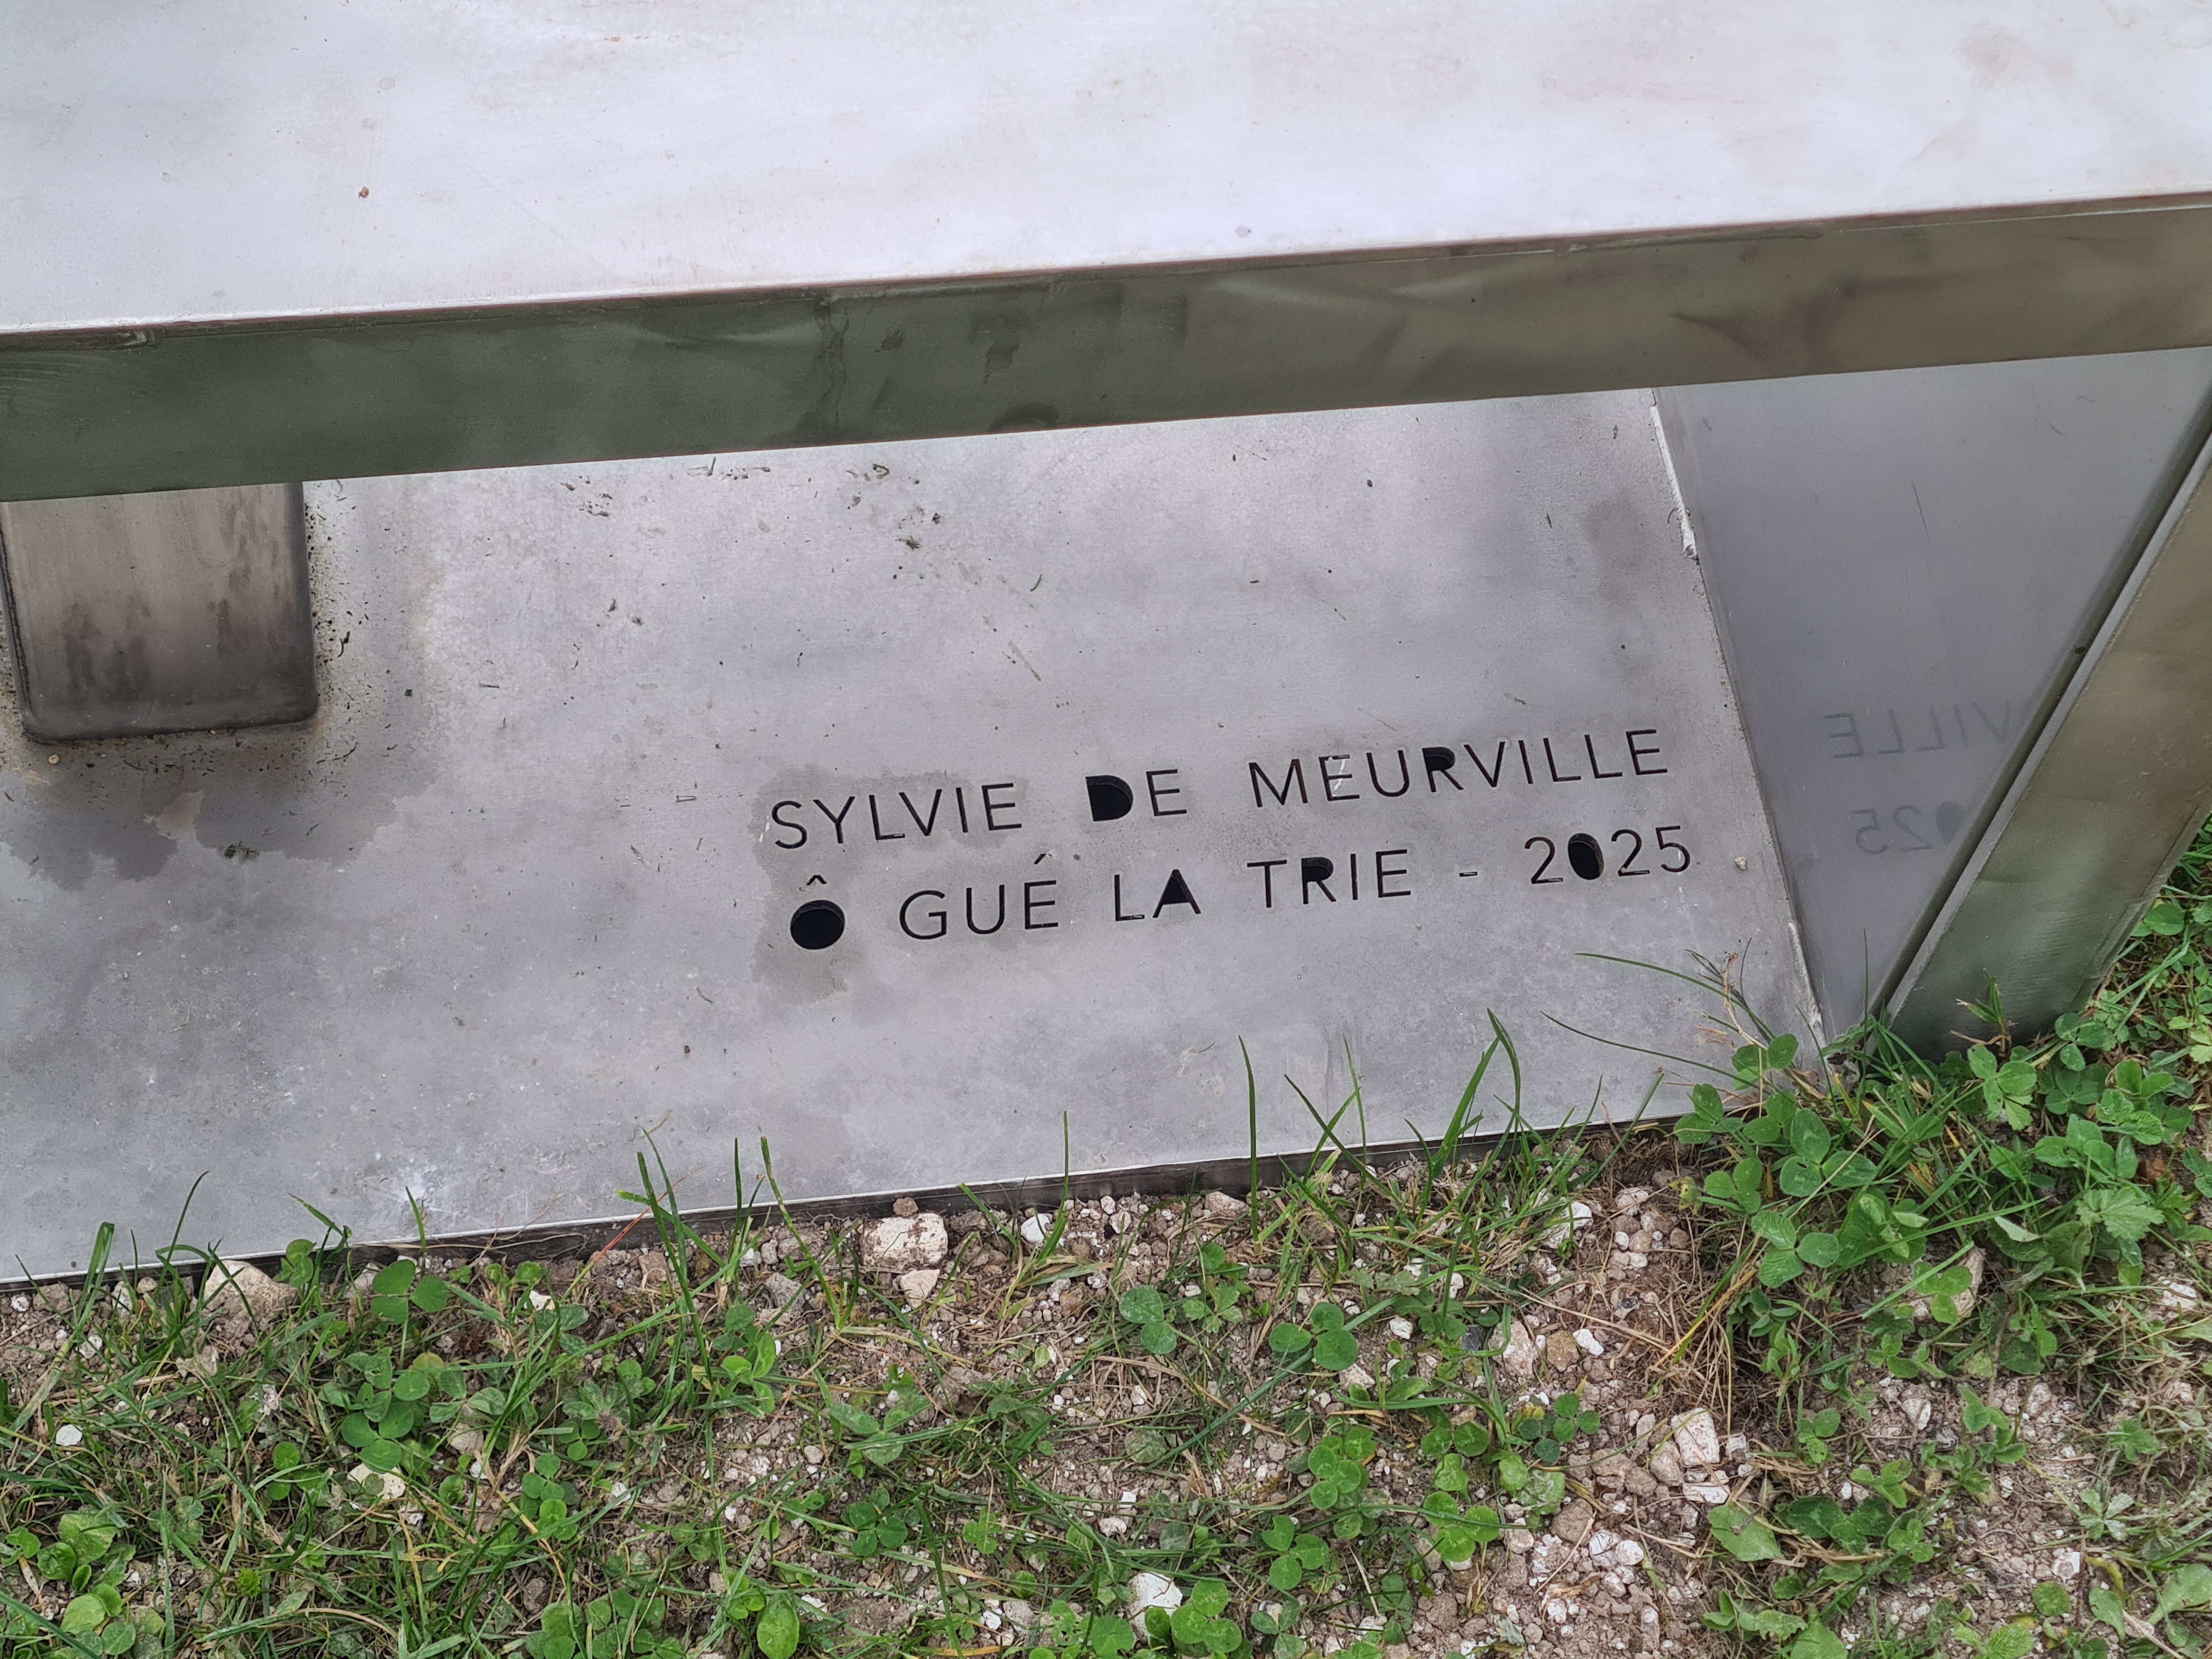 SYLVIE DE MEURVILLE
Ô GUÉ LA TRIE - 2025